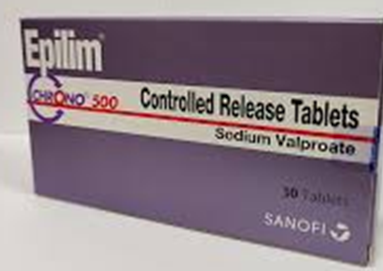 Epilim®
CHRONO® 500 Controlled Release Tablets
Sodium Valproate
30 Tablets
SANOFI